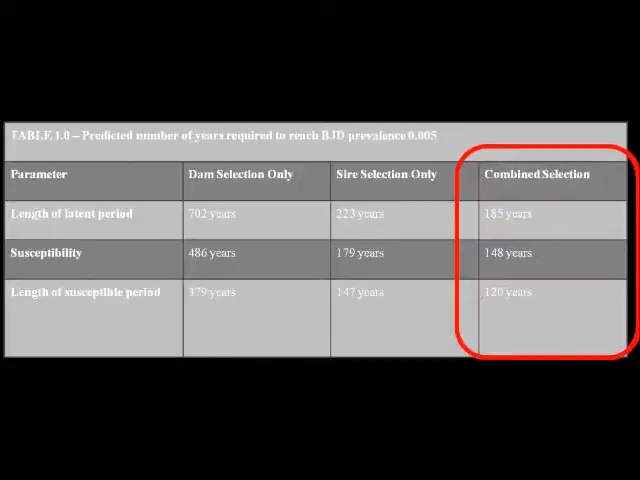 TABLE 1.0 – Predicted number of years required to reach BJD prevalence 0.005
Parameter Dam Selection Only Sire Selection Only Combined Selection
Length of latent period 702 years 223 years 185 years
Susceptibility 486 years 179 years 148 years
Length of susceptible period 379 years 147 years 120 years